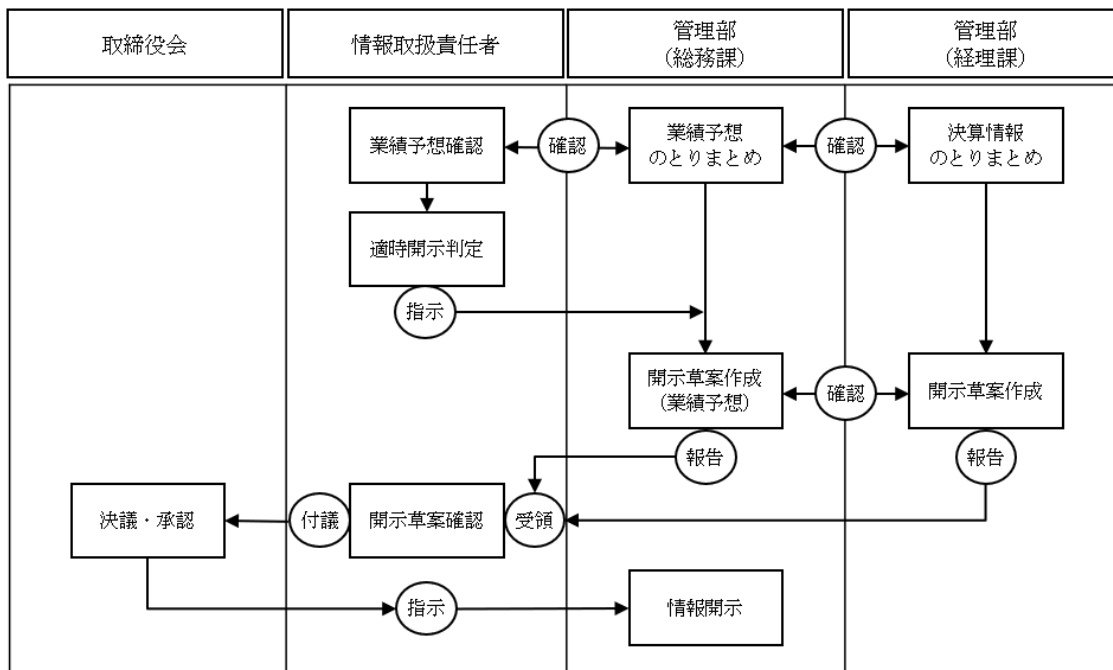 取締役会
情報取扱責任者
管理部
(総務課)
管理部
(経理課)
業績予想確認
確認
業績予想
のとりまとめ
確認
決算情報
のとりまとめ
適時開示判定
指示
開示草案作成
(業績予想)
確認
開示草案作成
報告
報告
決議・承認
付議
開示草案確認
受領
指示
情報開示